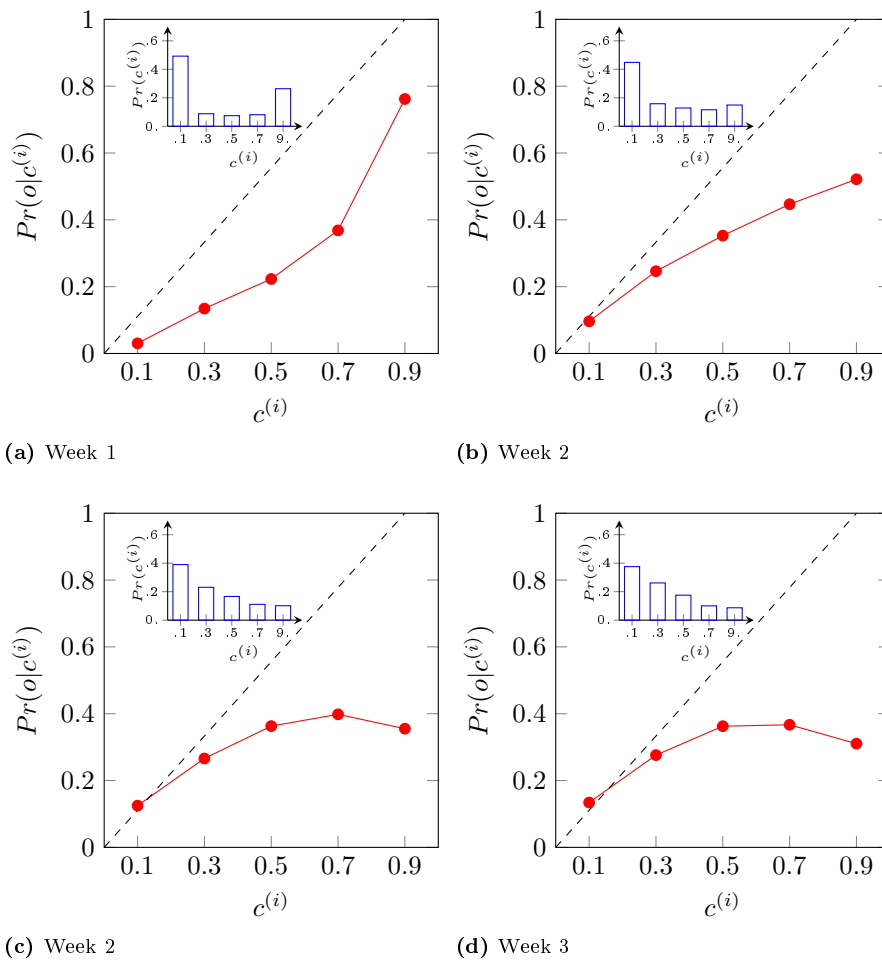 1
0.8
0.6
0.4
0.2
0
Pr(o|c^(i))
.6
.4
.2
0.
Pr(c^(i))
.1 .3 .5 .7 9.
c^(i)
0.1 0.3 0.5 0.7 0.9
c^(i)
(a) Week 1
1
0.8
0.6
0.4
0.2
0
Pr(o|c^(i))
.6
.4
.2
0.
Pr(c^(i))
.1 .3 .5 .7 9.
c^(i)
0.1 0.3 0.5 0.7 0.9
c^(i)
(b) Week 2
1
0.8
0.6
0.4
0.2
0
Pr(o|c^(i))
.6
.4
.2
0.
Pr(c^(i))
.1 .3 .5 .7 9.
c^(i)
0.1 0.3 0.5 0.7 0.9
c^(i)
(c) Week 2
1
0.8
0.6
0.4
0.2
0
Pr(o|c^(i))
.6
.4
.2
0.
Pr(c^(i))
.1 .3 .5 .7 9.
c^(i)
0.1 0.3 0.5 0.7 0.9
c^(i)
(d) Week 3